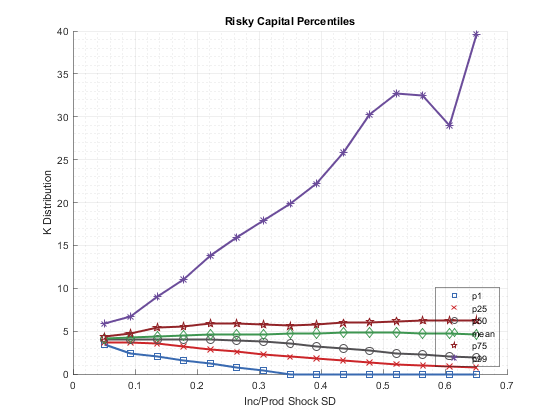 Risky Capital Percentiles
K Distribution
40
35
30
25
20
15
10
5
0
0 0.1 0.2 0.3 0.4 0.5 0.6 0.7
Inc/Prod Shock SD
p1
p25
p50
mean
p75
p99